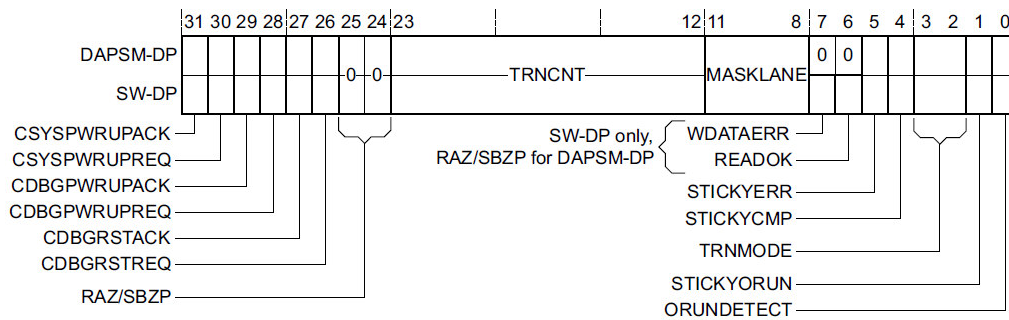 31 30 29 28 27 26 25 24 23 12 11 8 7 6 5 4 3 2 1 0
DAPSM-DP 0 0
0 0 TRNCNT MASKLANE
SW-DP
CSYSPWRUPACK
CSYSPWRUPREQ
CDBGPWRUPACK
CDBGPWRUPREQ
CDBGRSTACK
CDBGRSTREQ
RAZ/SBZP
SW-DP only,
RAZ/SBZP for DAPSM-DP
WDATAERR
READOK
STICKYERR
STICKYCMP
TRNMODE
STICKYORUN
ORUNDETECT